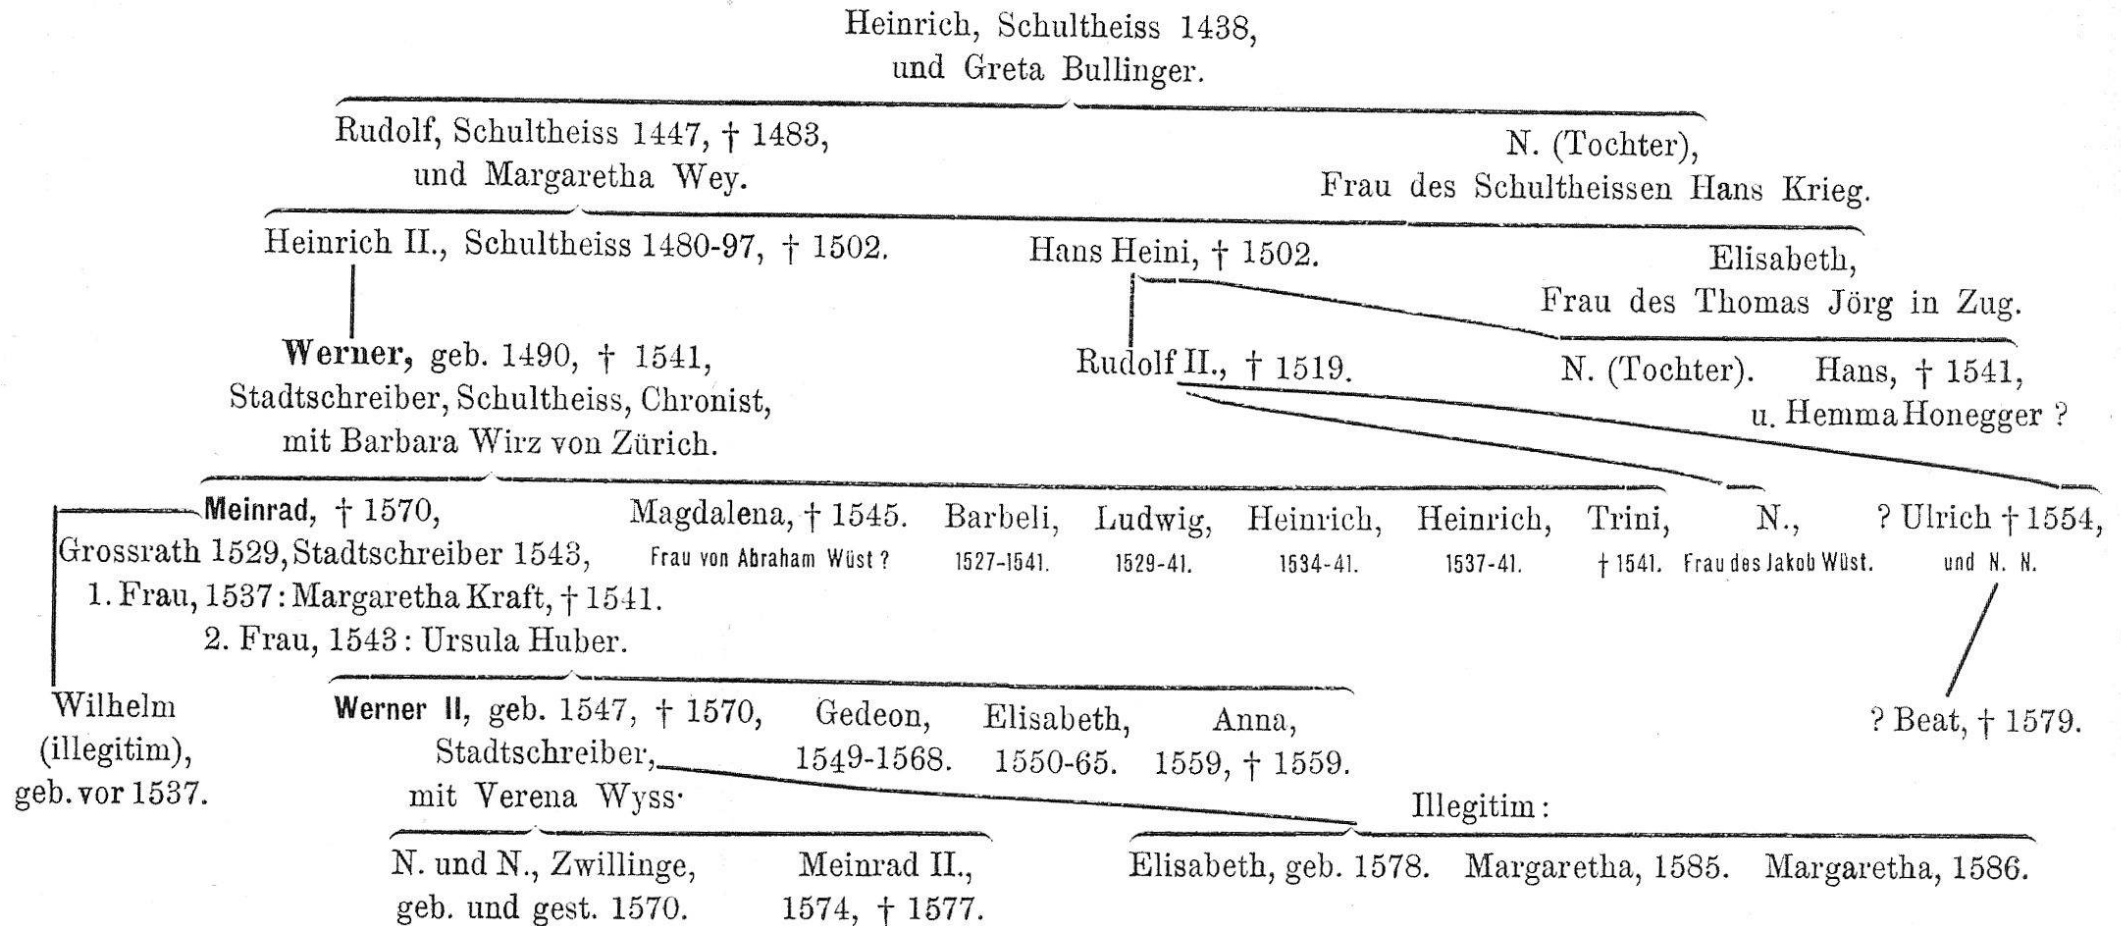 Heinrich, Schultheiss 1438,
und Greta Bullinger.
Rudolf, Schultheiss 1447, † 1483,
und Margaretha Wey.
N. (Tochter),
Frau des Schultheissen Hans Krieg.
Heinrich II., Schultheiss 1480-97, † 1502.
Hans Heini, † 1502.
Elisabeth,
Frau des Thomas Jörg in Zug.
Werner, geb. 1490, † 1541,
Stadtschreiber, Schultheiss, Chronist,
mit Barbara Wirz von Zürich.
Rudolf II., † 1519.
N. (Tochter).
Hans, † 1541,
u. Hemma Honegger ?
Meinrad, † 1570,
Grossrath 1529, Stadtschreiber 1543,
1. Frau, 1537: Margaretha Kraft, † 1541.
2. Frau, 1543: Ursula Huber.
Magdalena, † 1545.
Frau von Abraham Wüst ?
Barbeli,
1527-1541.
Ludwig,
1529-41.
Heinrich,
1534-41.
Heinrich,
1537-41.
Trini,
† 1541.
N.,
Frau des Jakob Wüst.
? Ulrich † 1554,
und N. N.
Wilhelm
(illegitim),
geb. vor 1537.
Werner II, geb. 1547, † 1570,
Stadtschreiber,
mit Verena Wyss.
Gedeon,
1549-1568.
Elisabeth,
1550-65.
Anna,
1559, † 1559.
? Beat, † 1579.
N. und N., Zwillinge,
geb. und gest. 1570.
Meinrad II.,
1574, † 1577.
Illegitim:
Elisabeth, geb. 1578.
Margaretha, 1585.
Margaretha, 1586.